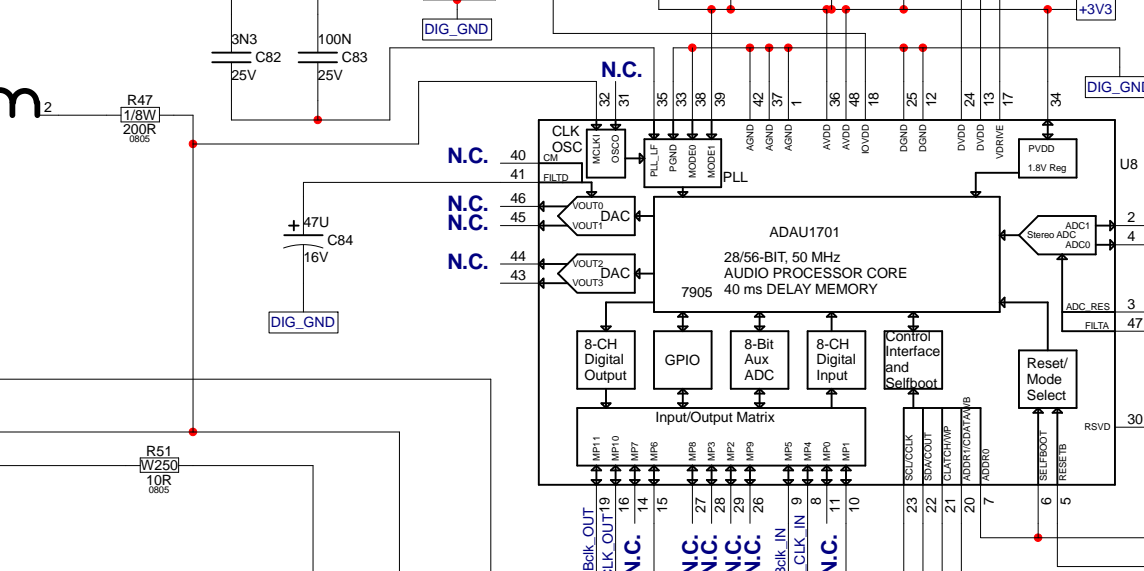 +3V3
DIG_GND
3N3
C82
25V
100N
C83
25V
N.C.
DIG_GND
m
2
R47
1/8W
200R
0805
32
31
35
33
38
39
42
37
1
36
48
18
25
12
24
13
17
34
CLK
OSC
MCLKI
OSCO
PLL_LF
PGND
MODE0
MODE1
PLL
AGND
AGND
AGND
AVDD
AVDD
IOVDD
DGND
DGND
DVDD
DVDD
VDRIVE
PVDD
1.8V Reg
U8
N.C.
40
CM
41
FILTD
N.C.
46
VOUT0
N.C.
45
VOUT1
DAC
N.C.
44
VOUT2
43
VOUT3
DAC
47U
C84
16V
DIG_GND
ADAU1701
28/56-BIT, 50 MHz
AUDIO PROCESSOR CORE
40 ms DELAY MEMORY
7905
Stereo ADC
ADC1
2
ADC0
4
ADC_RES
3
FILTA
47
8-CH
Digital
Output
GPIO
8-Bit
Aux
ADC
8-CH
Digital
Input
Control
Interface
and
Selfboot
Reset/
Mode
Select
Input/Output Matrix
MP11
MP10
MP7
MP6
MP8
MP3
MP2
MP9
MP5
MP4
MP0
MP1
SCL/CCLK
SDA/COUT
CLATCH/WP
ADDR1/CDATA/WB
ADDR0
SELFBOOT
RESETB
RSVD
30
R51
W250
10R
0805
19
16
14
15
27
28
29
26
9
8
11
10
23
22
21
20
7
6
5
Bclk_OUT
CLK_OUT
N.C.
N.C.
N.C.
N.C.
N.C.
Bclk_IN
_CLK_IN
N.C.